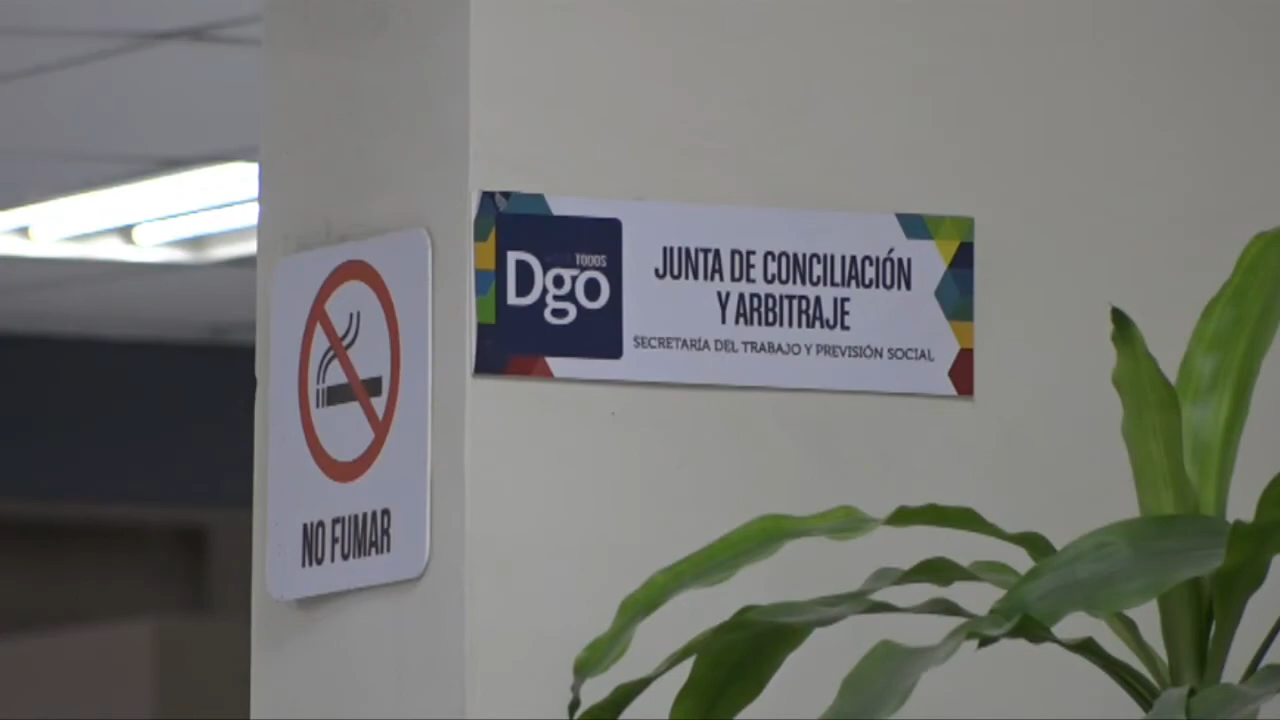 NO FUMAR
TODOS
Dgo
JUNTA DE CONCILIACIÓN
Y ARBITRAJE
SECRETARÍA DEL TRABAJO Y PREVISIÓN SOCIAL